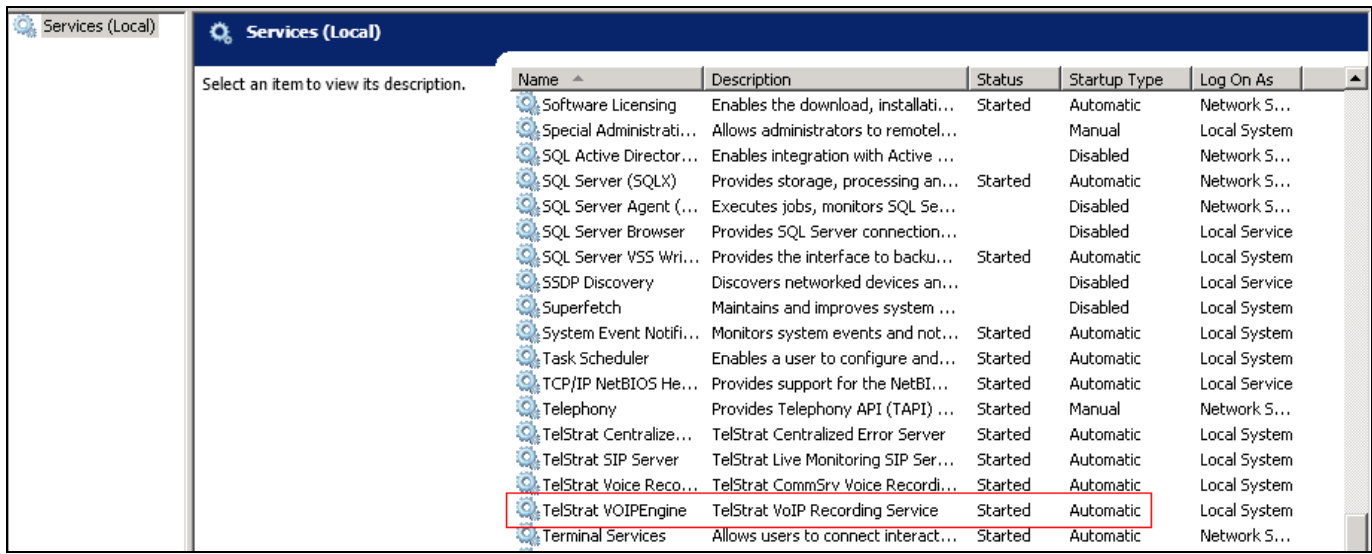 Services (Local)
Services (Local)
Select an item to view its description.
Name Description Status Startup Type Log On As
Software Licensing Enables the download, installati... Started Automatic Network S...
Special Administrati... Allows administrators to remotel... Manual Local System
SQL Active Director... Enables integration with Active ... Disabled Network S...
SQL Server (SQLX) Provides storage, processing an... Started Automatic Network S...
SQL Server Agent (... Executes jobs, monitors SQL Se... Disabled Network S...
SQL Server Browser Provides SQL Server connection... Disabled Local Service
SQL Server VSS Wri... Provides the interface to backu... Started Automatic Local System
SSDP Discovery Discovers networked devices an... Disabled Local Service
Superfetch Maintains and improves system ... Disabled Local System
System Event Notifi... Monitors system events and not... Started Automatic Local System
Task Scheduler Enables a user to configure and... Started Automatic Local System
TCP/IP NetBIOS He... Provides support for the NetBI... Started Automatic Local Service
Telephony Provides Telephony API (TAPI) ... Started Manual Network S...
TelStrat Centralize... TelStrat Centralized Error Server Started Automatic Local System
TelStrat SIP Server TelStrat Live Monitoring SIP Ser... Started Automatic Local System
TelStrat Voice Reco... TelStrat CommSrv Voice Recordi... Started Automatic Local System
TelStrat VOIPEngine TelStrat VoIP Recording Service Started Automatic Local System
Terminal Services Allows users to connect interact... Started Automatic Network S...